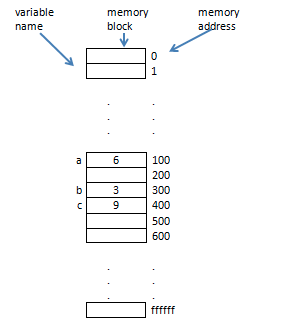 variable name
memory block
memory address
0
1
a 6 100
200
b 3 300
c 9 400
500
600
ffffff